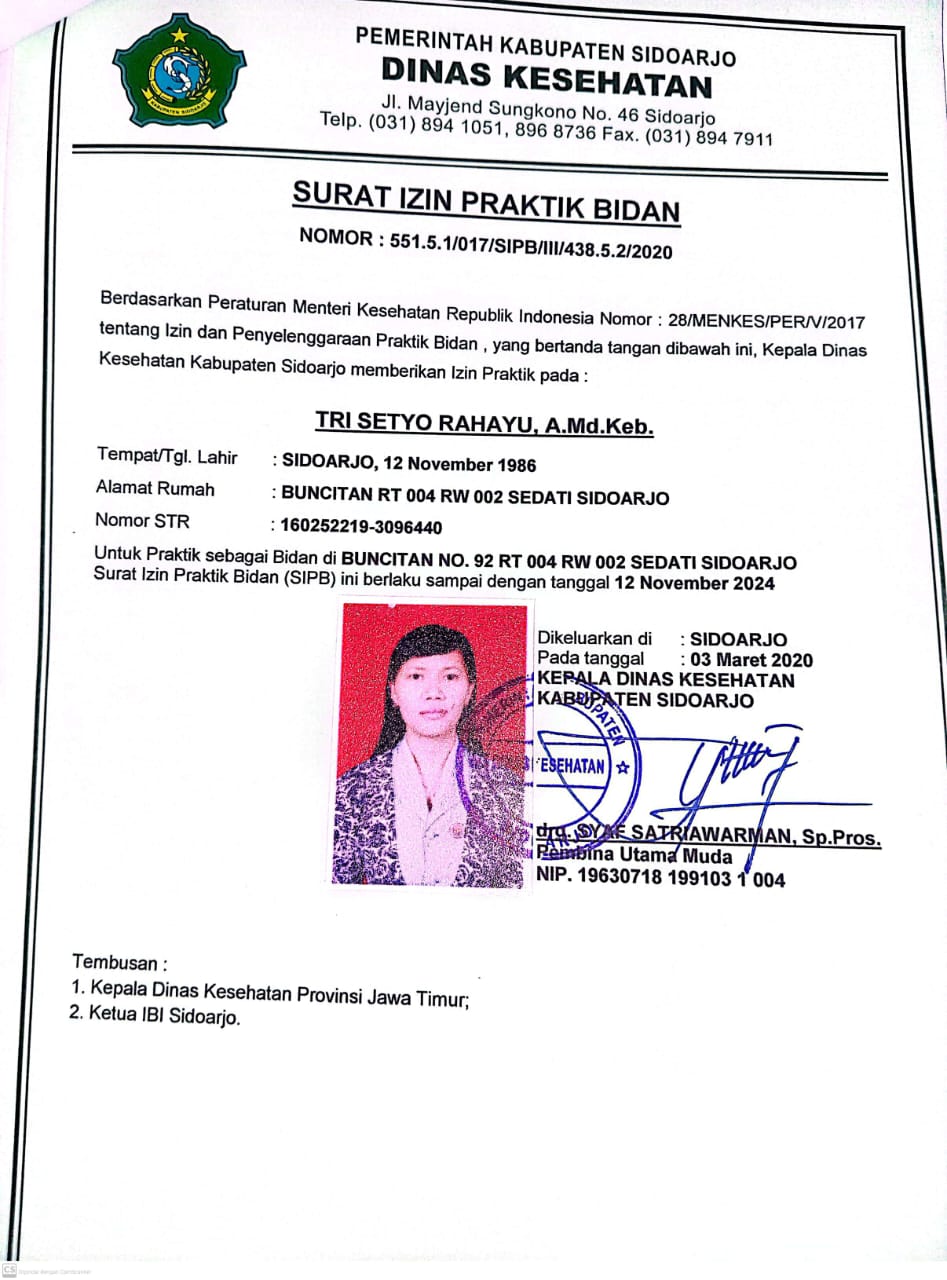 PEMERINTAH KABUPATEN SIDOARJO
DINAS KESEHATAN
Jl. Mayjend Sungkono No. 46 Sidoarjo
Telp. (031) 894 1051, 896 8736 Fax. (031) 894 7911
KABUPATEN SIDOARJO
SURAT IZIN PRAKTIK BIDAN
NOMOR : 551.5.1/017/SIPB/III/438.5.2/2020
Berdasarkan Peraturan Menteri Kesehatan Republik Indonesia Nomor : 28/MENKES/PER/V/2017
tentang Izin dan Penyelenggaraan Praktik Bidan , yang bertanda tangan dibawah ini, Kepala Dinas
Kesehatan Kabupaten Sidoarjo memberikan Izin Praktik pada :
TRI SETYO RAHAYU, A.Md.Keb.
Tempat/Tgl. Lahir : SIDOARJO, 12 November 1986
Alamat Rumah : BUNCITAN RT 004 RW 002 SEDATI SIDOARJO
Nomor STR : 160252219-3096440
Untuk Praktik sebagai Bidan di BUNCITAN NO. 92 RT 004 RW 002 SEDATI SIDOARJO
Surat Izin Praktik Bidan (SIPB) ini berlaku sampai dengan tanggal 12 November 2024
Dikeluarkan di : SIDOARJO
Pada tanggal : 03 Maret 2020
KEPALA DINAS KESEHATAN
KABUPATEN SIDOARJO
KABUPATEN
ESEHATAN
drg. SYAF SATRIAWARMAN, Sp.Pros.
Pembina Utama Muda
NIP. 19630718 199103 1 004
Tembusan :
1. Kepala Dinas Kesehatan Provinsi Jawa Timur;
2. Ketua IBI Sidoarjo.
CS Dipindai dengan CamScanner